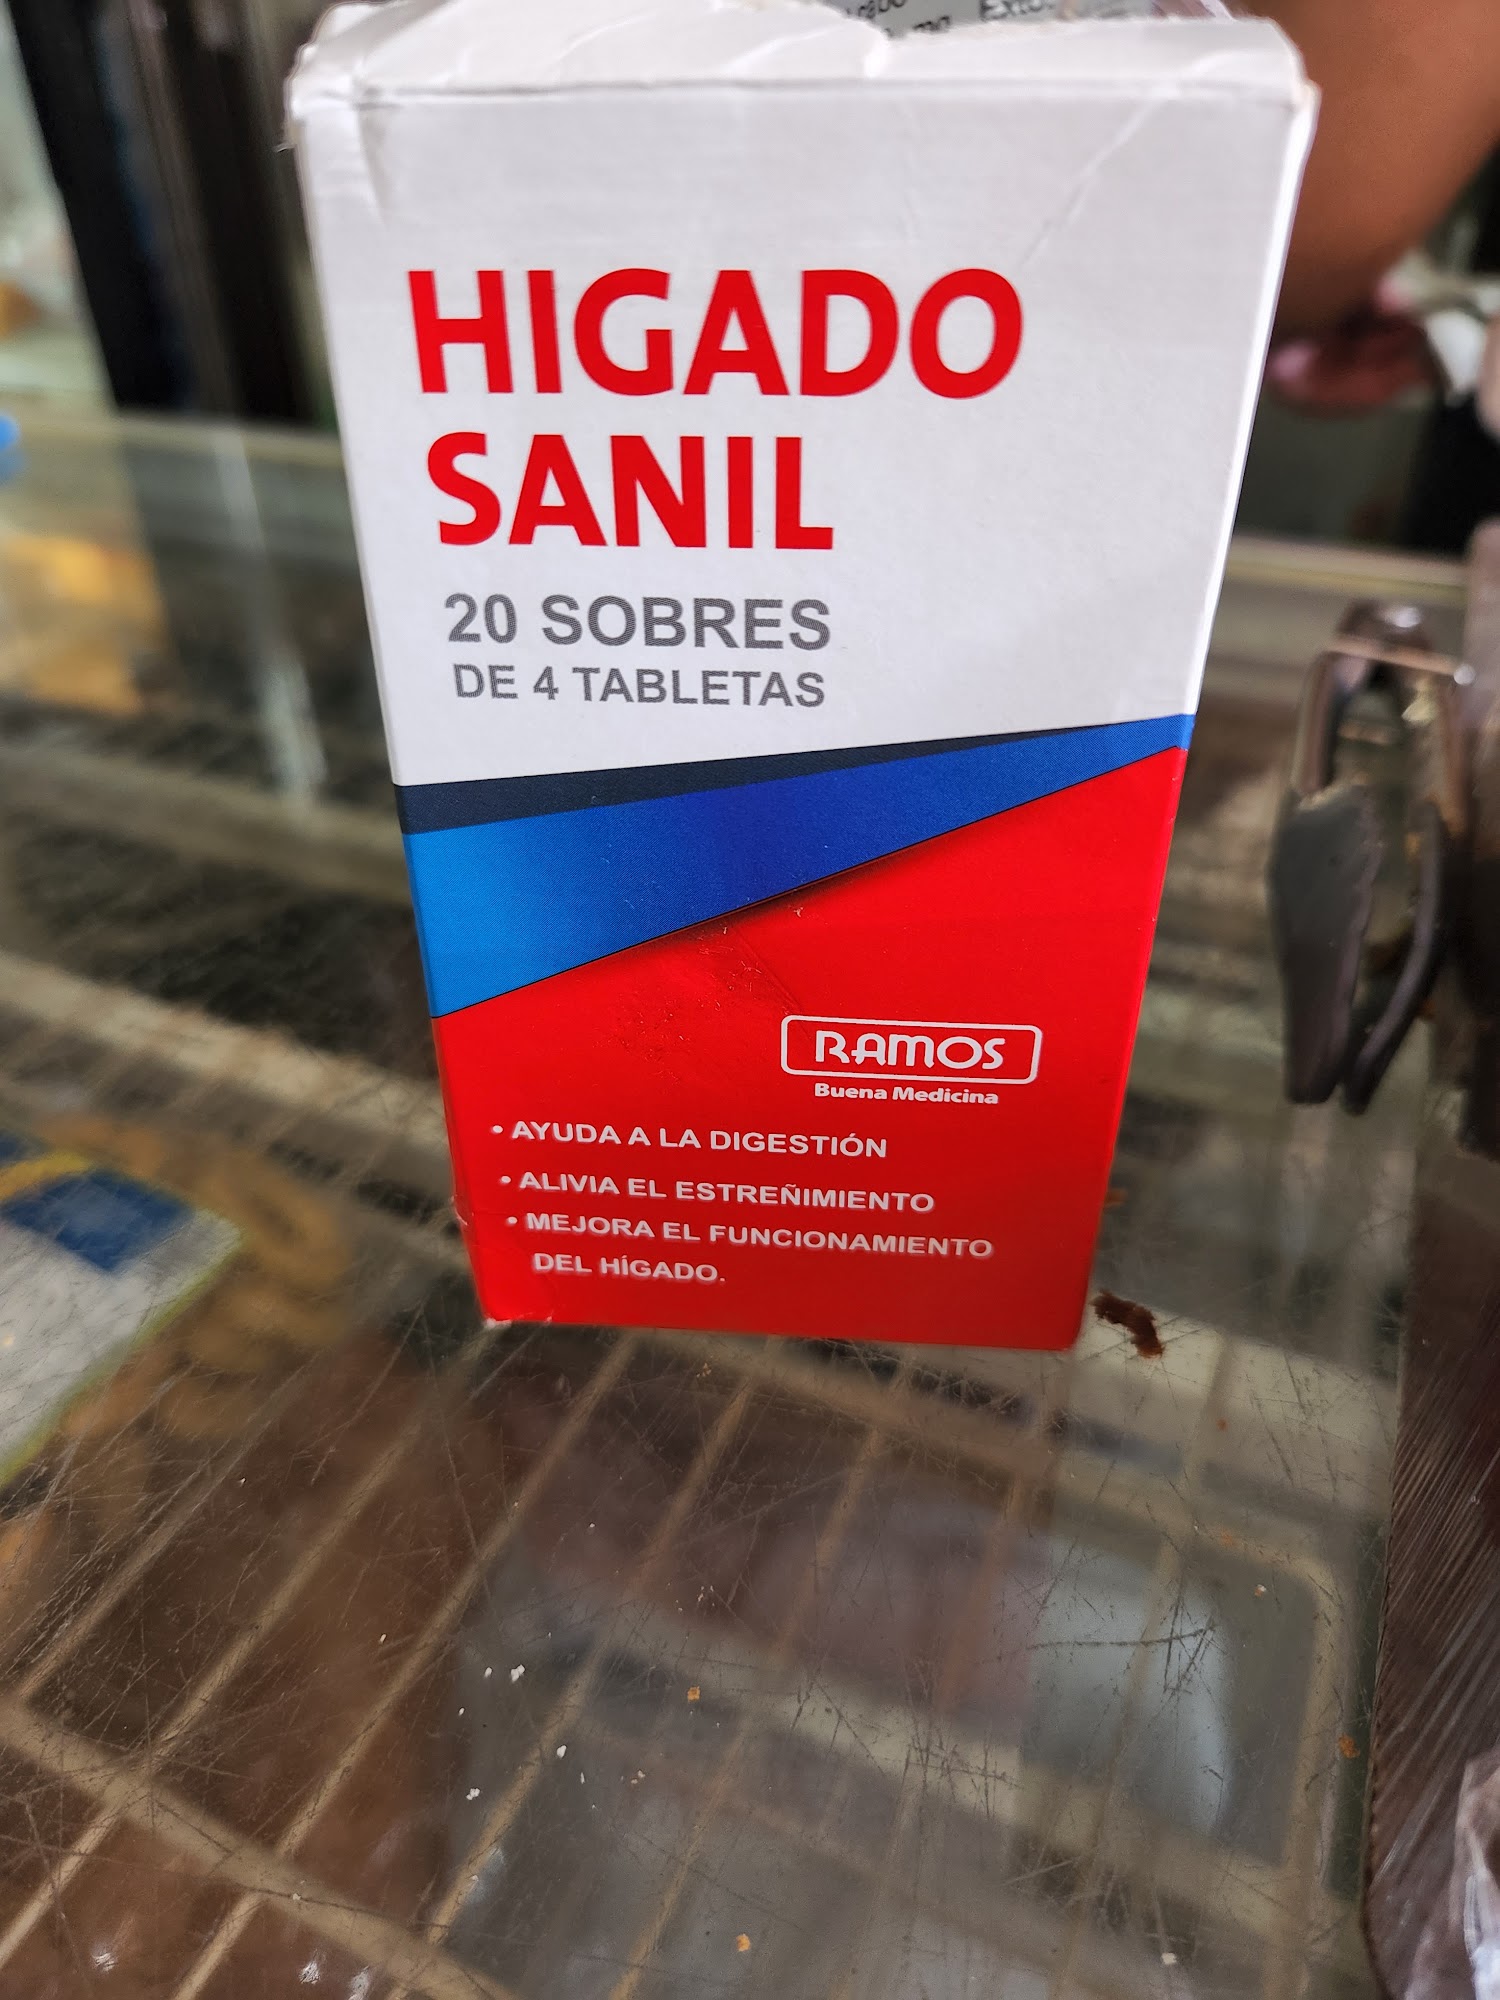 HIGADO
SANIL
20 SOBRES
DE 4 TABLETAS
RAMOS
Buena Medicina
• AYUDA A LA DIGESTIÓN
• ALIVIA EL ESTREÑIMIENTO
• MEJORA EL FUNCIONAMIENTO
DEL HÍGADO.